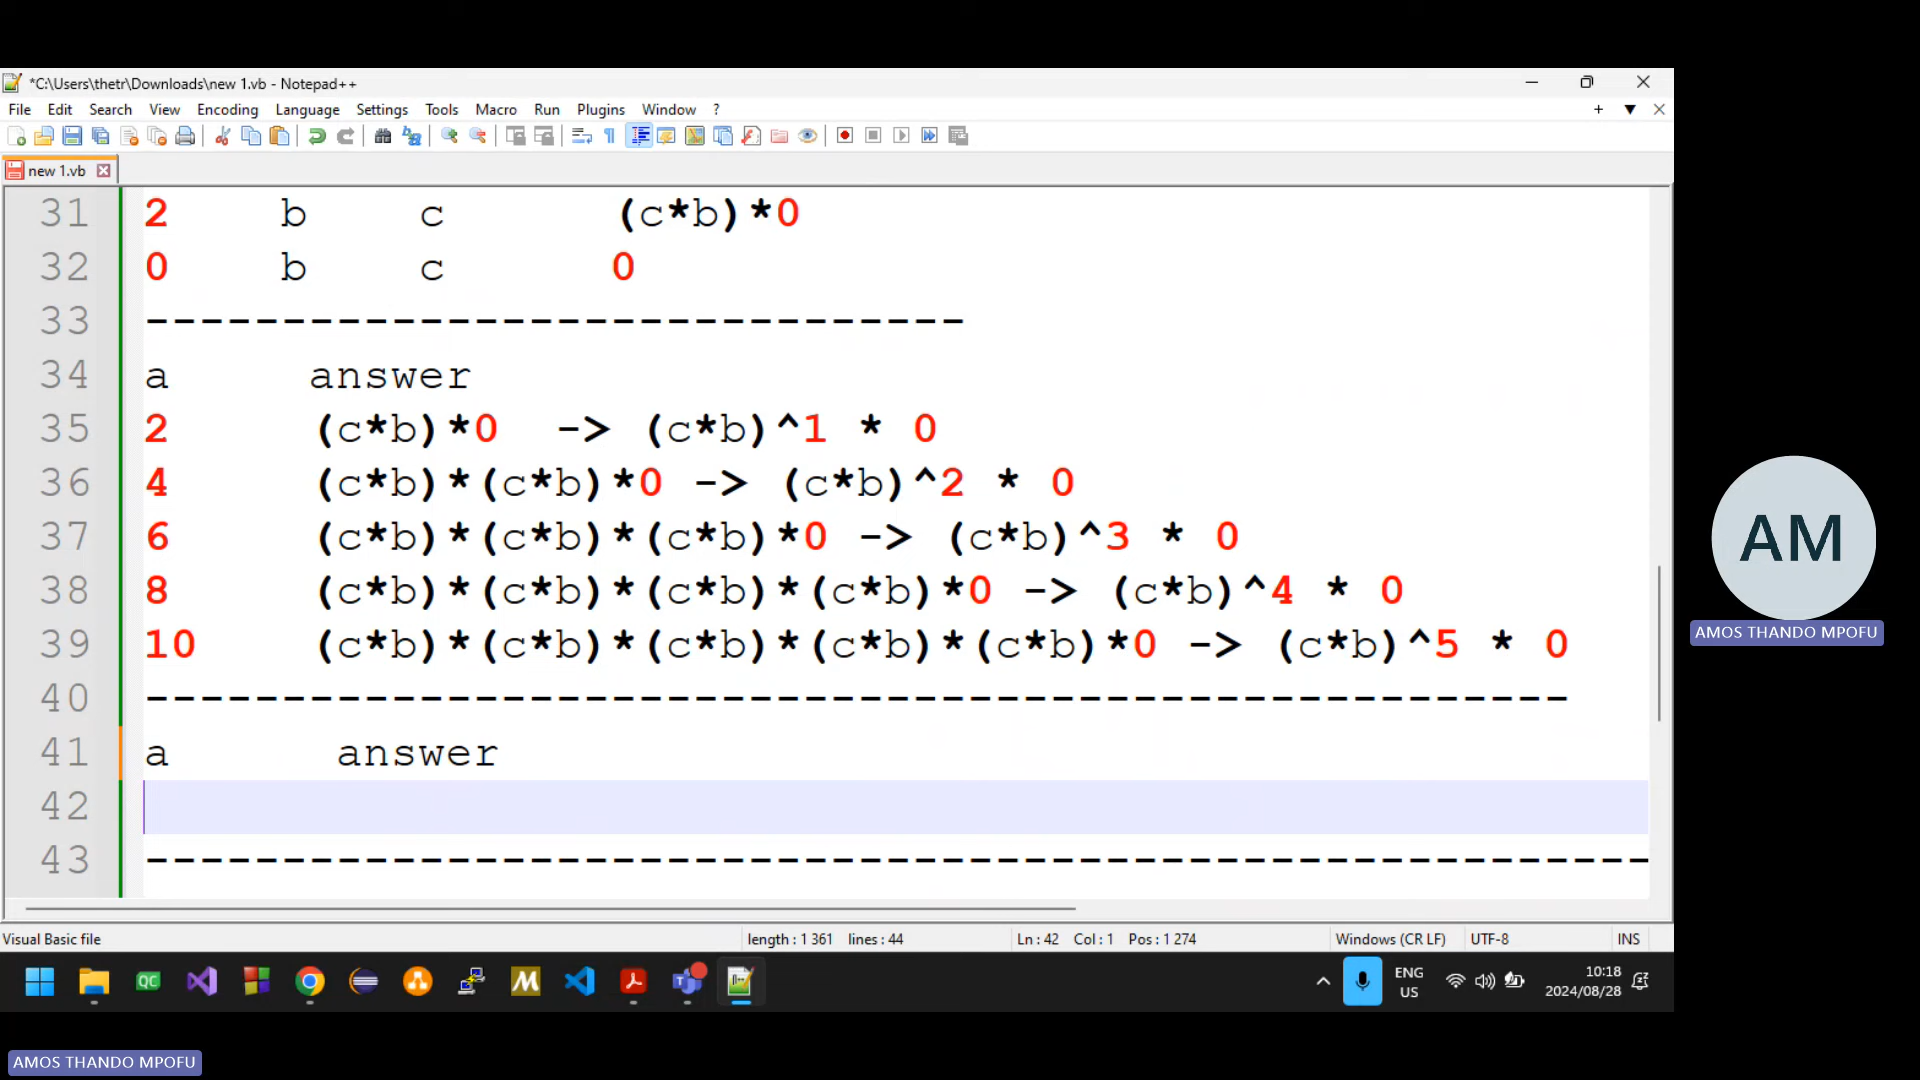 *C:\Users\thetr\Downloads\new 1.vb - Notepad++
File Edit Search View Encoding Language Settings Tools Macro Run Plugins Window ?
new 1.vb
31 2 b c (c*b)*0
32 0 b c 0
33 ------------------------------
34 a answer
35 2 (c*b)*0 -> (c*b)^1 * 0
36 4 (c*b)*(c*b)*0 -> (c*b)^2 * 0
37 6 (c*b)*(c*b)*(c*b)*0 -> (c*b)^3 * 0
38 8 (c*b)*(c*b)*(c*b)*(c*b)*0 -> (c*b)^4 * 0
39 10 (c*b)*(c*b)*(c*b)*(c*b)*(c*b)*0 -> (c*b)^5 * 0
40 ----------------------------------------------------
41 a answer
42
43 -------------------------------------------------------
Visual Basic file length : 1 361 lines : 44 Ln : 42 Col : 1 Pos : 1 274 Windows (CR LF) UTF-8 INS
QC
M
ENG
US
10:18
2024/08/28
AM
AMOS THANDO MPOFU
AMOS THANDO MPOFU